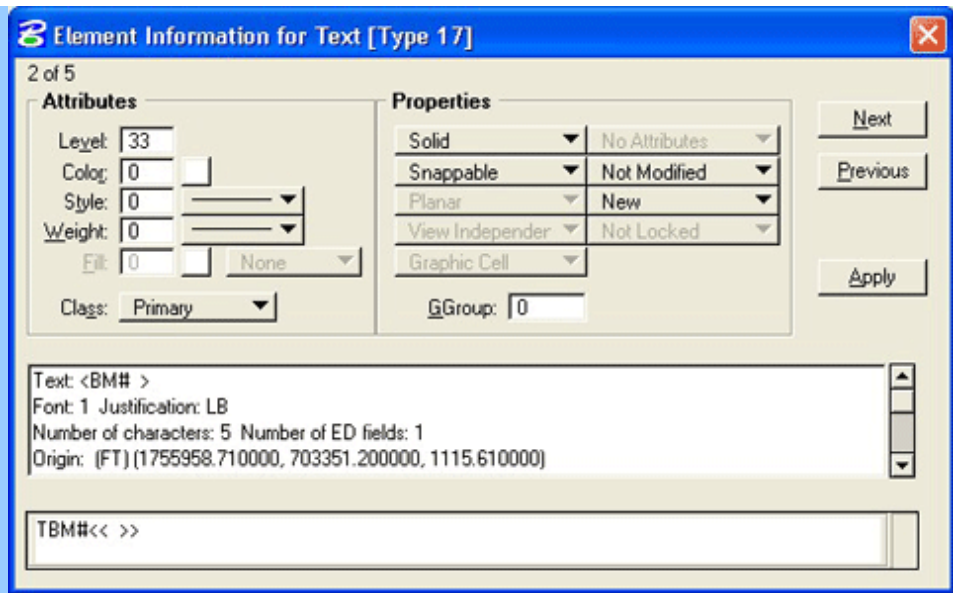 Element Information for Text [Type 17]
2 of 5
Attributes
Level: 33
Color: 0
Style: 0
Weight: 0
Fill: 0 None
Class: Primary
Properties
Solid No Attributes
Snappable Not Modified
Planar New
View Independer Not Locked
Graphic Cell
GGroup: 0
Next
Previous
Apply
Text: <BM# >
Font: 1 Justification: LB
Number of characters: 5 Number of ED fields: 1
Origin: (FT) (1755958.710000, 703351.200000, 1115.610000)
TBM#<< >>